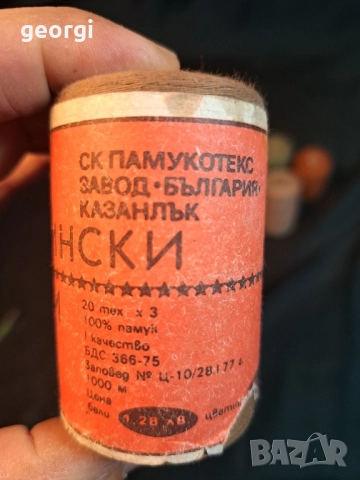 georgi
СК ПАМУКОТЕКС
ЗАВОД·БЪЛГАРИЯ·
КАЗАНЛЪК
НСКИ
20 тех х 3
100% памук
I качество
БДС 366-75
Заповед № Ц-10/28.I 77 г
1000 м
Цена
бели 1.28 лв
BAZAR